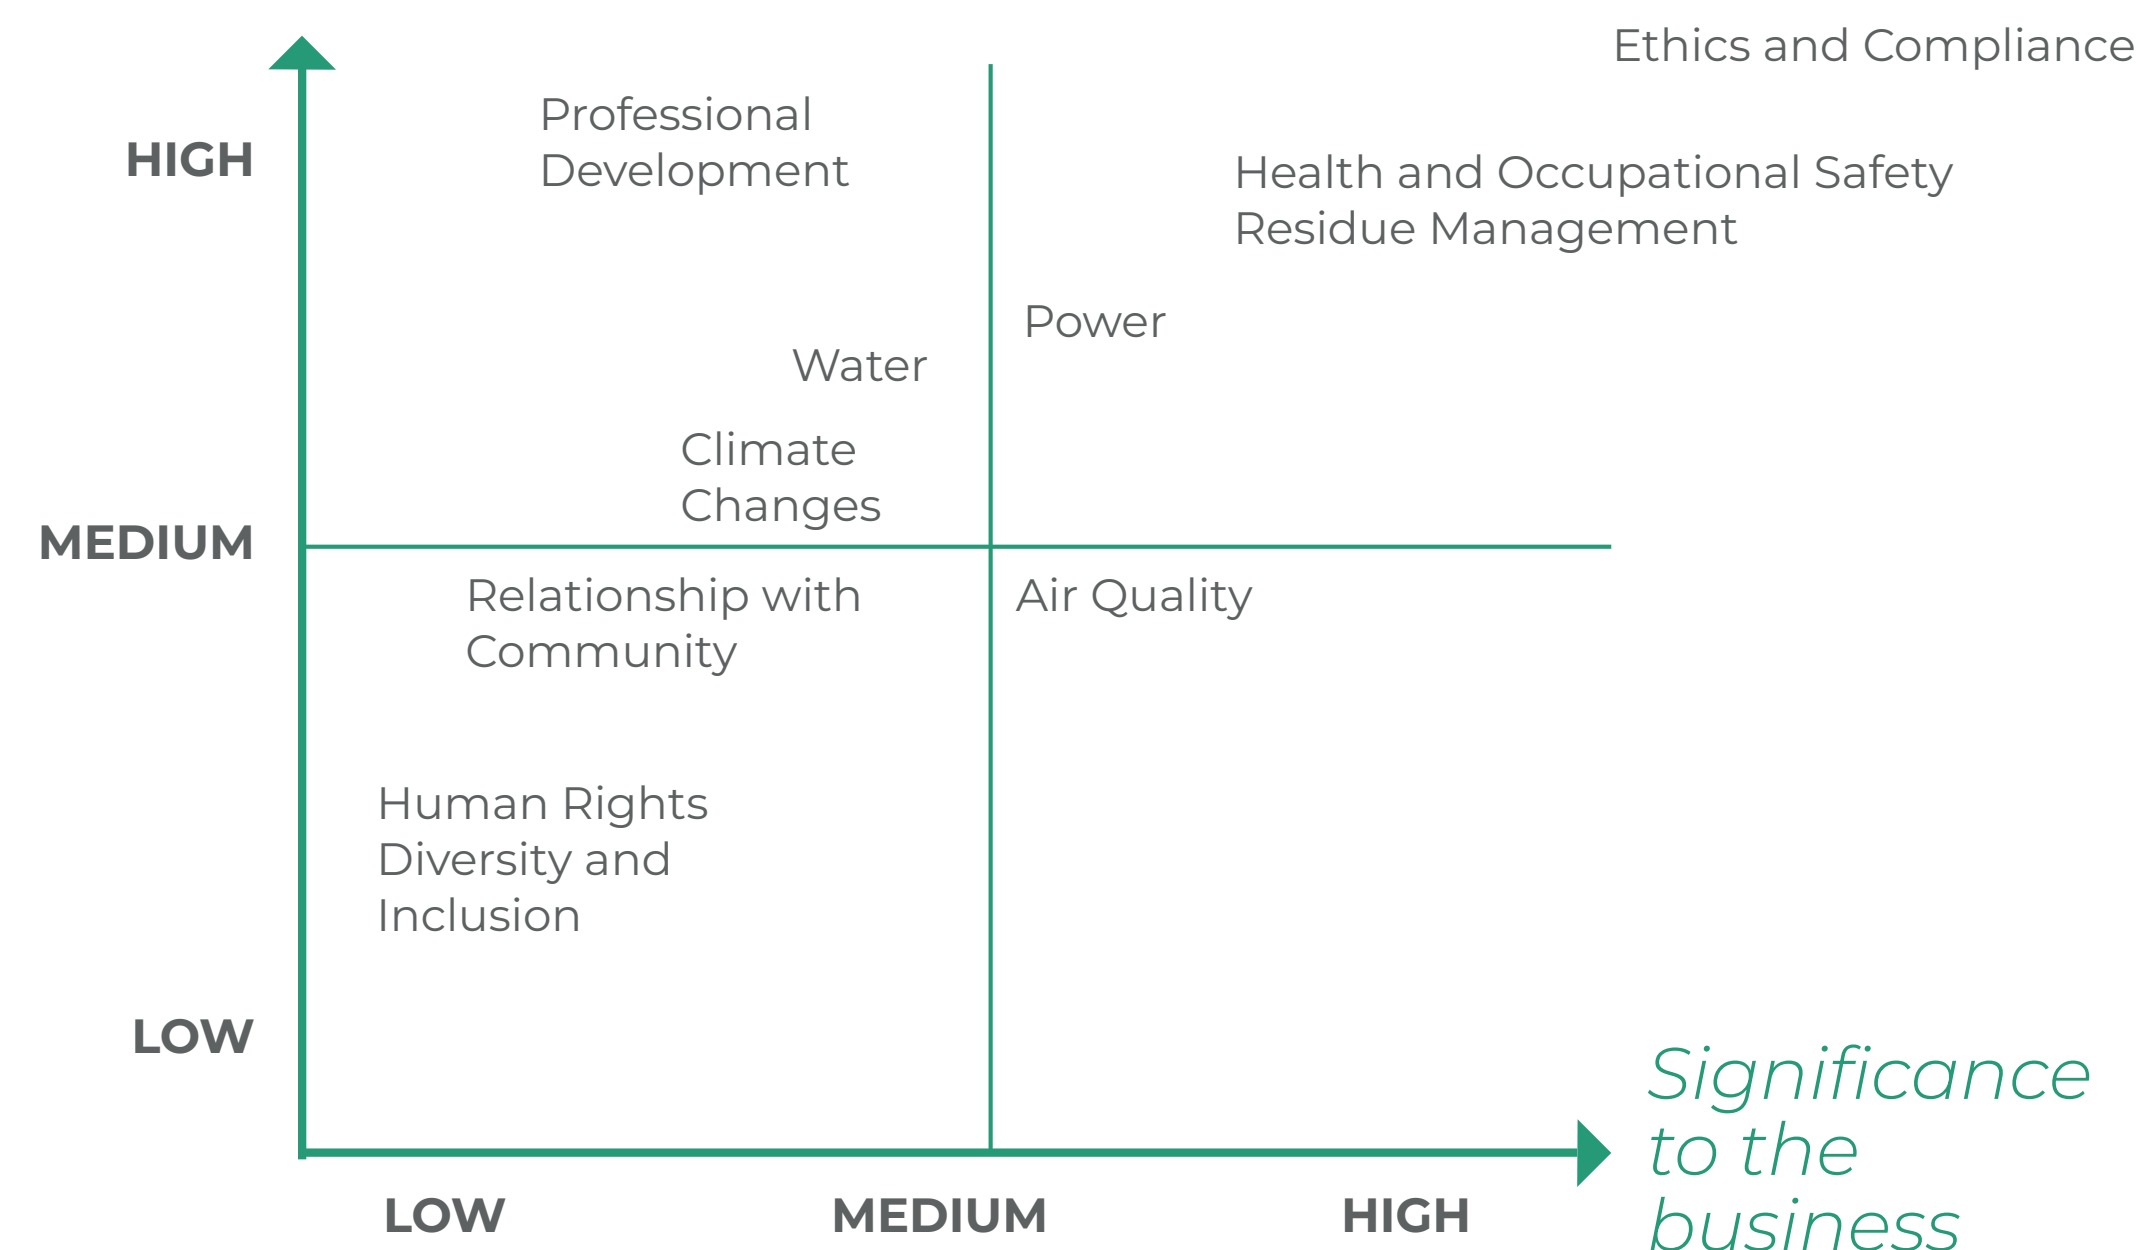 Ethics and Compliance
Professional
Development
HIGH
Health and Occupational Safety
Residue Management
Power
Water
Climate
Changes
MEDIUM
Relationship with
Community
Air Quality
Human Rights
Diversity and
Inclusion
LOW
Significance
to the
business
LOW
MEDIUM
HIGH